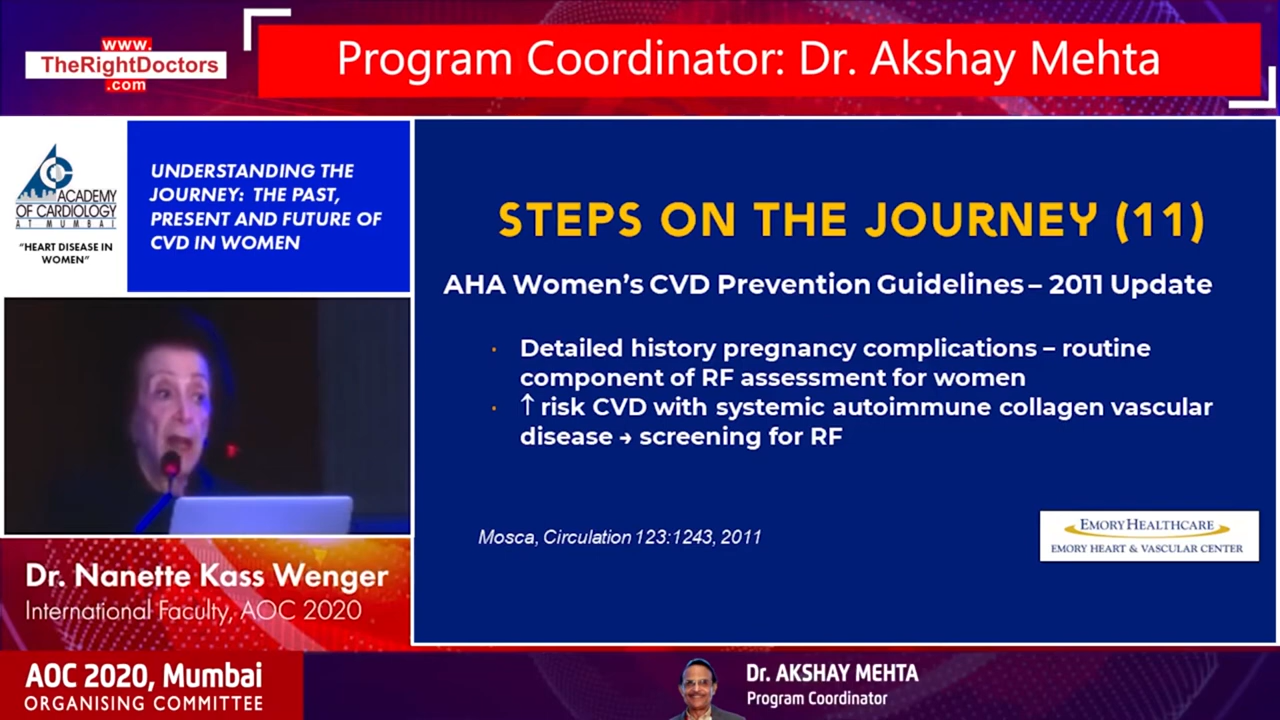 www.
TheRightDoctors
.com
Program Coordinator: Dr. Akshay Mehta
ACADEMY
OF CARDIOLOGY
AT MUMBAI
“HEART DISEASE IN
WOMEN”
UNDERSTANDING THE
JOURNEY: THE PAST,
PRESENT AND FUTURE OF
CVD IN WOMEN
STEPS ON THE JOURNEY (11)
AHA Women’s CVD Prevention Guidelines – 2011 Update
· Detailed history pregnancy complications – routine
component of RF assessment for women
· ↑ risk CVD with systemic autoimmune collagen vascular
disease → screening for RF
Mosca, Circulation 123:1243, 2011
EMORY HEALTHCARE
EMORY HEART & VASCULAR CENTER
Dr. Nanette Kass Wenger
International Faculty, AOC 2020
AOC 2020, Mumbai
ORGANISING COMMITTEE
Dr. AKSHAY MEHTA
Program Coordinator